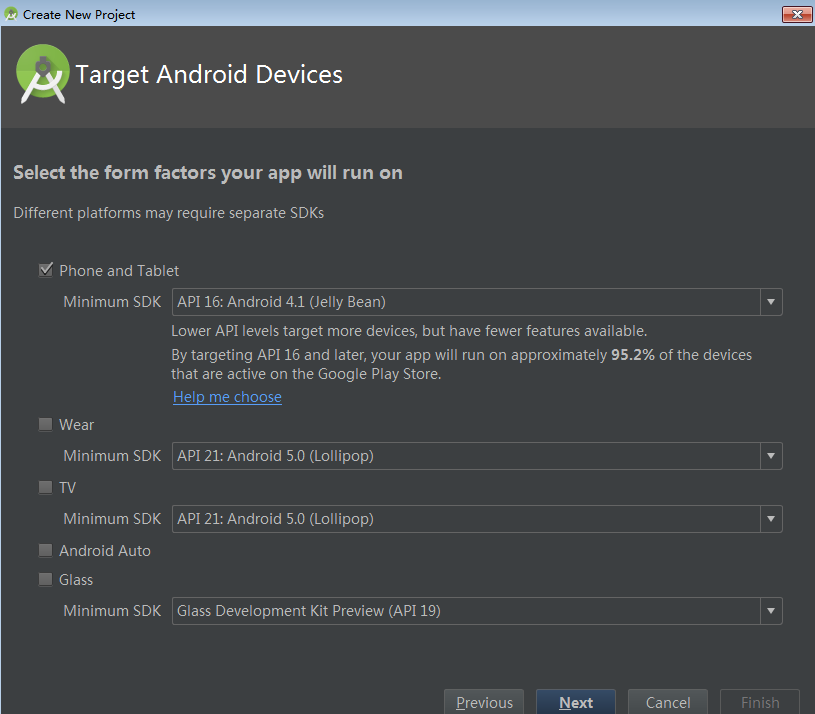 Create New Project
Target Android Devices
Select the form factors your app will run on
Different platforms may require separate SDKs
Phone and Tablet
Minimum SDK API 16: Android 4.1 (Jelly Bean)
Lower API levels target more devices, but have fewer features available.
By targeting API 16 and later, your app will run on approximately 95.2% of the devices
that are active on the Google Play Store.
Help me choose
Wear
Minimum SDK API 21: Android 5.0 (Lollipop)
TV
Minimum SDK API 21: Android 5.0 (Lollipop)
Android Auto
Glass
Minimum SDK Glass Development Kit Preview (API 19)
Previous Next Cancel Finish